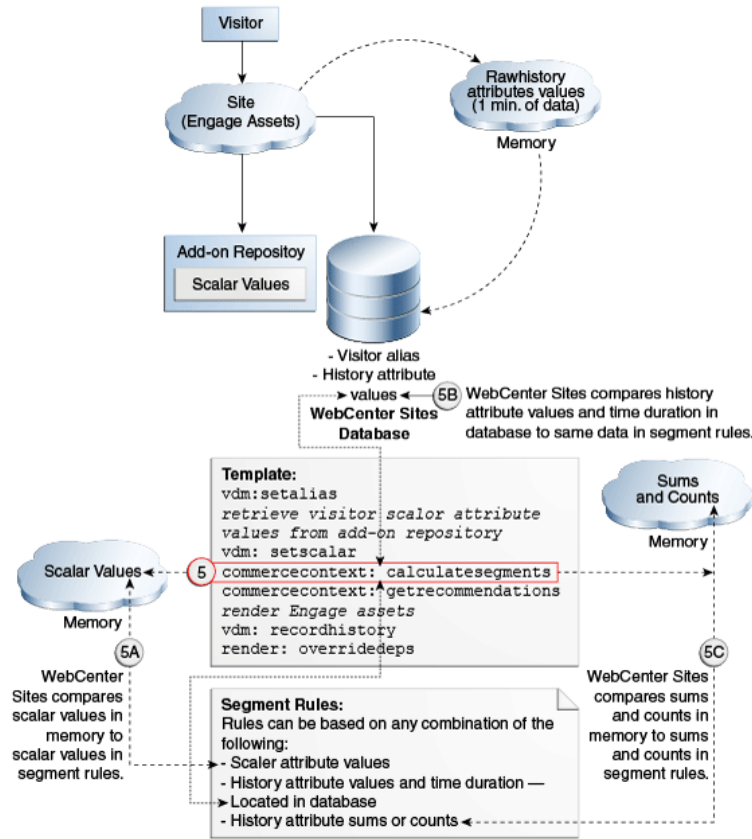 Visitor
Site
(Engage Assets)
Rawhistory
attributes values
(1 min. of data)
Memory
Add-on Repositoy
Scalar Values
- Visitor alias
- History attribute
values
WebCenter Sites
Database
5B
WebCenter Sites compares history
attribute values and time duration in
database to same data in segment rules.
Template:
vdm:setalias
retrieve visitor scalor attribute
values from add-on repository
vdm: setscalar
commercecontext: calculatesegments
commercecontext: getrecommendations
render Engage assets
vdm: recordhistory
render: overridedeps
Sums
and Counts
Memory
Scalar Values
5
Memory
5A
WebCenter
Sites compares
scalar values in
memory to
scalar values in
segment rules.
5C
WebCenter Sites
compares sums
and counts in
memory to sums
and counts in
segment rules.
Segment Rules:
Rules can be based on any combination of the
following:
- Scaler attribute values
- History attribute values and time duration —
- Located in database
- History attribute sums or counts